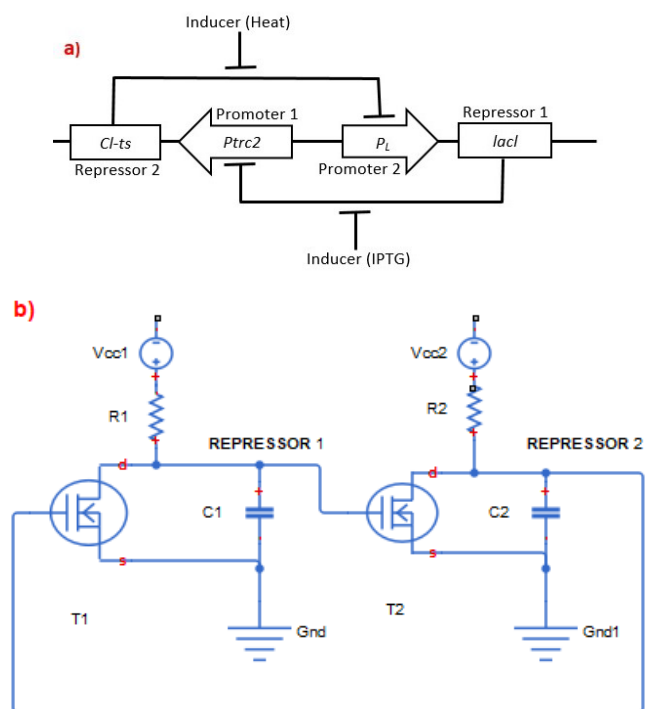 Inducer (Heat)
a)
Promoter 1
Repressor 1
Cl-ts
Ptrc2
PL
lacI
Repressor 2
Promoter 2
Inducer (IPTG)
b)
Vcc1
Vcc2
R1
R2
REPRESSOR 1
REPRESSOR 2
D
D
C1
C2
s
s
T1
T2
Gnd
Gnd1